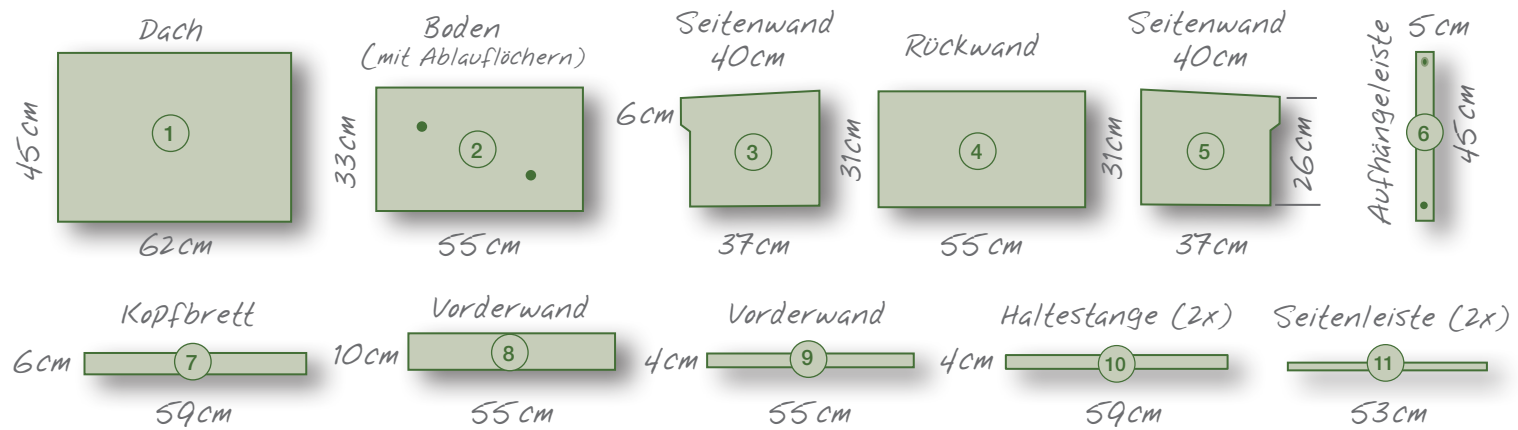 Dach
45cm
1
62cm
Boden
(mit Ablauflöchern)
33cm
2
55cm
Seitenwand
40cm
6cm
3
31cm
37cm
Rückwand
4
31cm
55cm
Seitenwand
40cm
5
26cm
37cm
Aufhängeleiste
5cm
6
45cm
Kopfbrett
6cm
7
59cm
Vorderwand
10cm
8
55cm
Vorderwand
4cm
9
55cm
Haltestange (2x)
4cm
10
59cm
Seitenleiste (2x)
11
53cm